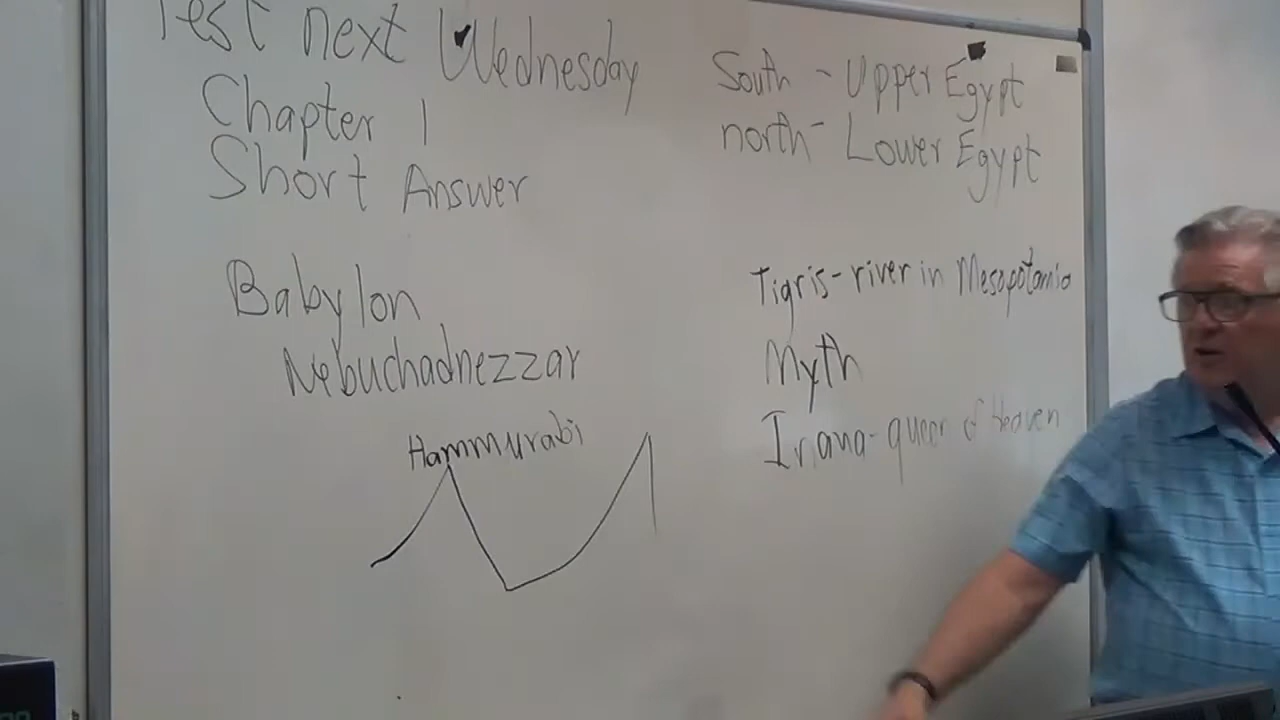 Test next Wednesday
Chapter 1
Short Answer
Babylon
Nebuchadnezzar
Hammurabi
South - Upper Egypt
north - Lower Egypt
Tigris - river in Mesopotamia
Myth
Inana - queen of Heaven